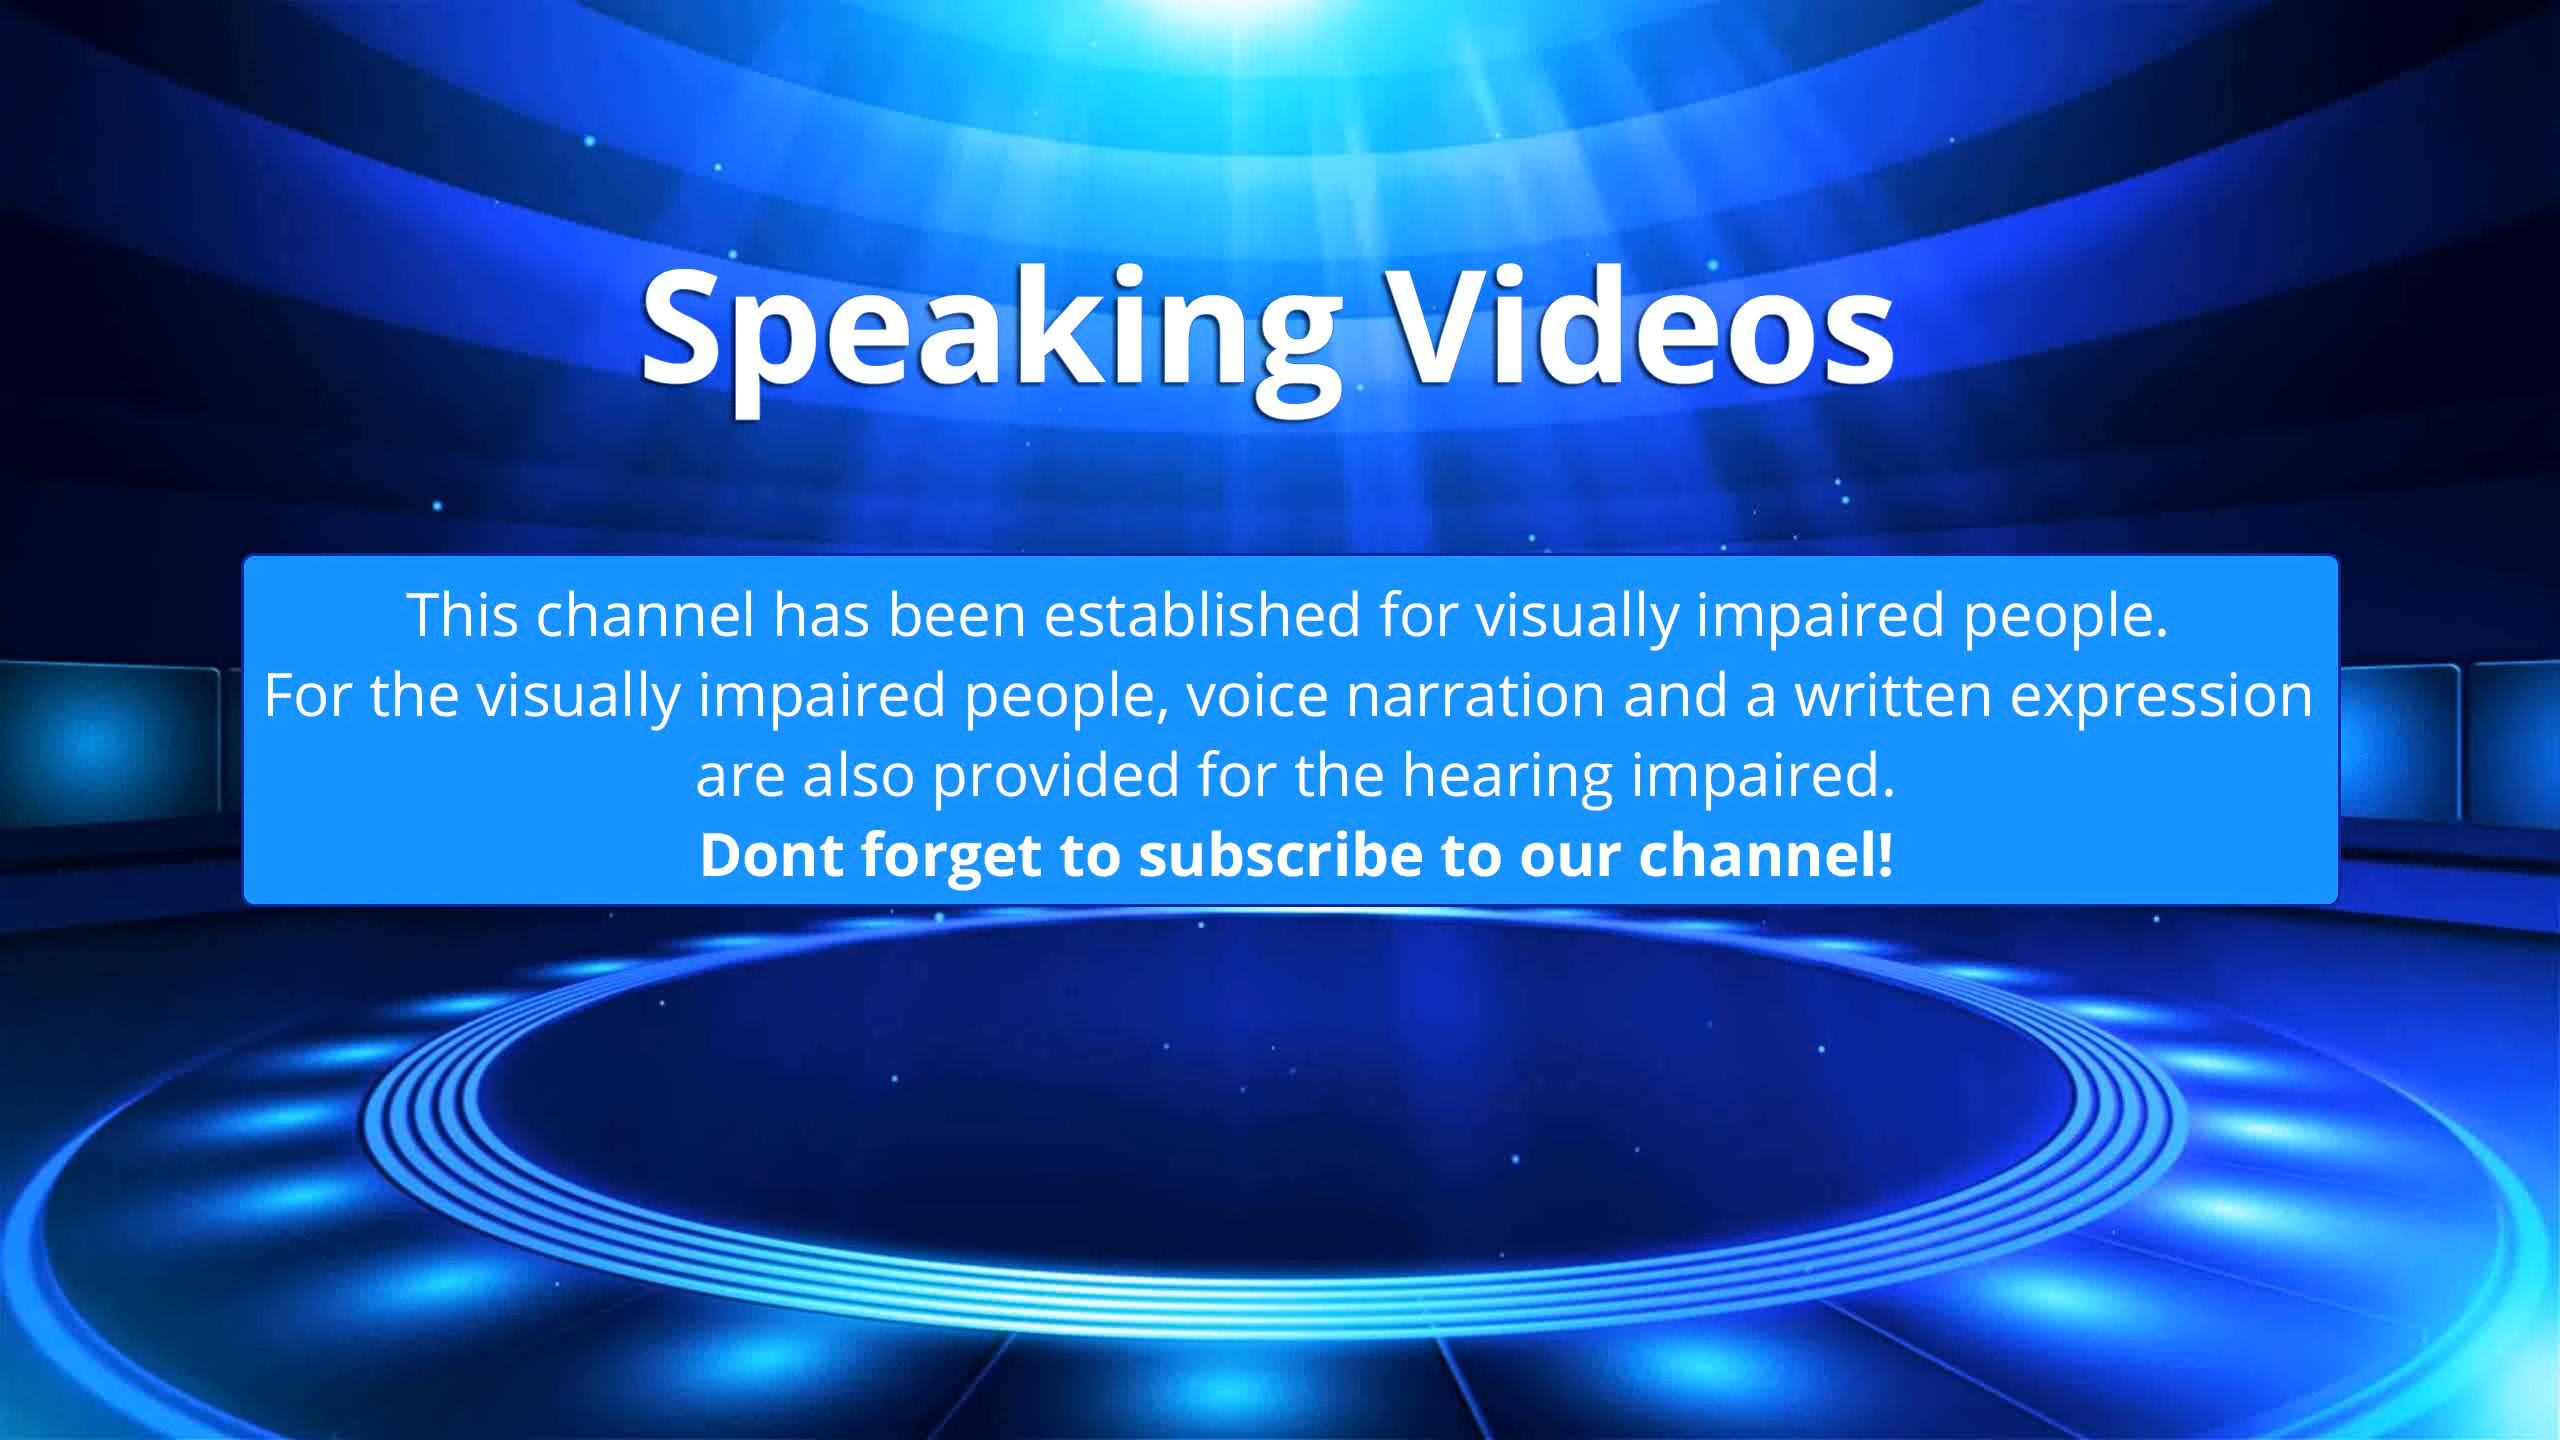 Speaking Videos
This channel has been established for visually impaired people.
For the visually impaired people, voice narration and a written expression
are also provided for the hearing impaired.
Dont forget to subscribe to our channel!